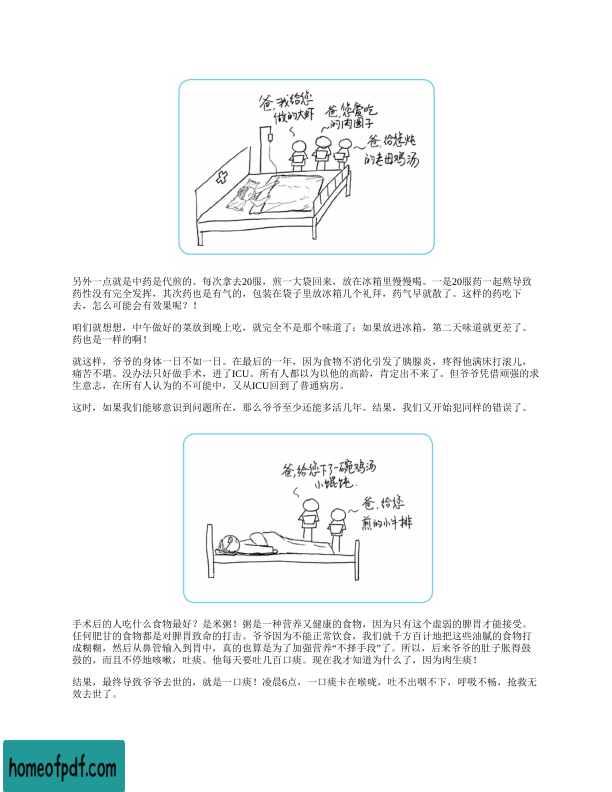 爸,我给您
做的大虾
爸,您爱吃
的肉圆子
爸,给您炖
的老母鸡汤
另外一点就是中药是代煎的。每次拿去20服，煎一大袋回来，放在冰箱里慢慢喝。一是20服药一起熬导致
药性没有完全发挥，其次药也是有气的，包装在袋子里放冰箱几个礼拜，药气早就散了。这样的药吃下
去，怎么可能会有效果呢？！
咱们就想想，中午做好的菜放到晚上吃，就完全不是那个味道了；如果放进冰箱，第二天味道就更差了。
药也是一样的啊！
就这样，爷爷的身体一日不如一日。在最后的一年，因为食物不消化引发了胰腺炎，疼得他满床打滚儿，
痛苦不堪。没办法只好做手术，进了ICU。所有人都以为以他的高龄，肯定出不来了。但爷爷凭借顽强的求
生意志，在所有人认为的不可能中，又从ICU回到了普通病房。
这时，如果我们能够意识到问题所在，那么爷爷至少还能多活几年。结果，我们又开始犯同样的错误了。
爸,给您下了一碗鸡汤
小馄饨.
爸,给您
煎的小牛排
手术后的人吃什么食物最好？是米粥！粥是一种营养又健康的食物，因为只有这个虚弱的脾胃才能接受。
任何肥甘的食物都是对脾胃致命的打击。爷爷因为不能正常饮食，我们就千方百计地把这些油腻的食物打
成糊糊，然后从鼻管输入到胃中，真的也算是为了加强营养“不择手段”了。所以，后来爷爷的肚子胀得鼓
鼓的，而且不停地咳嗽，吐痰。他每天要吐几百口痰。现在我才知道为什么了，因为肉生痰！
结果，最终导致爷爷去世的，就是一口痰！凌晨6点，一口痰卡在喉咙，吐不出咽不下，呼吸不畅，抢救无
效去世了。
homeofpdf.com